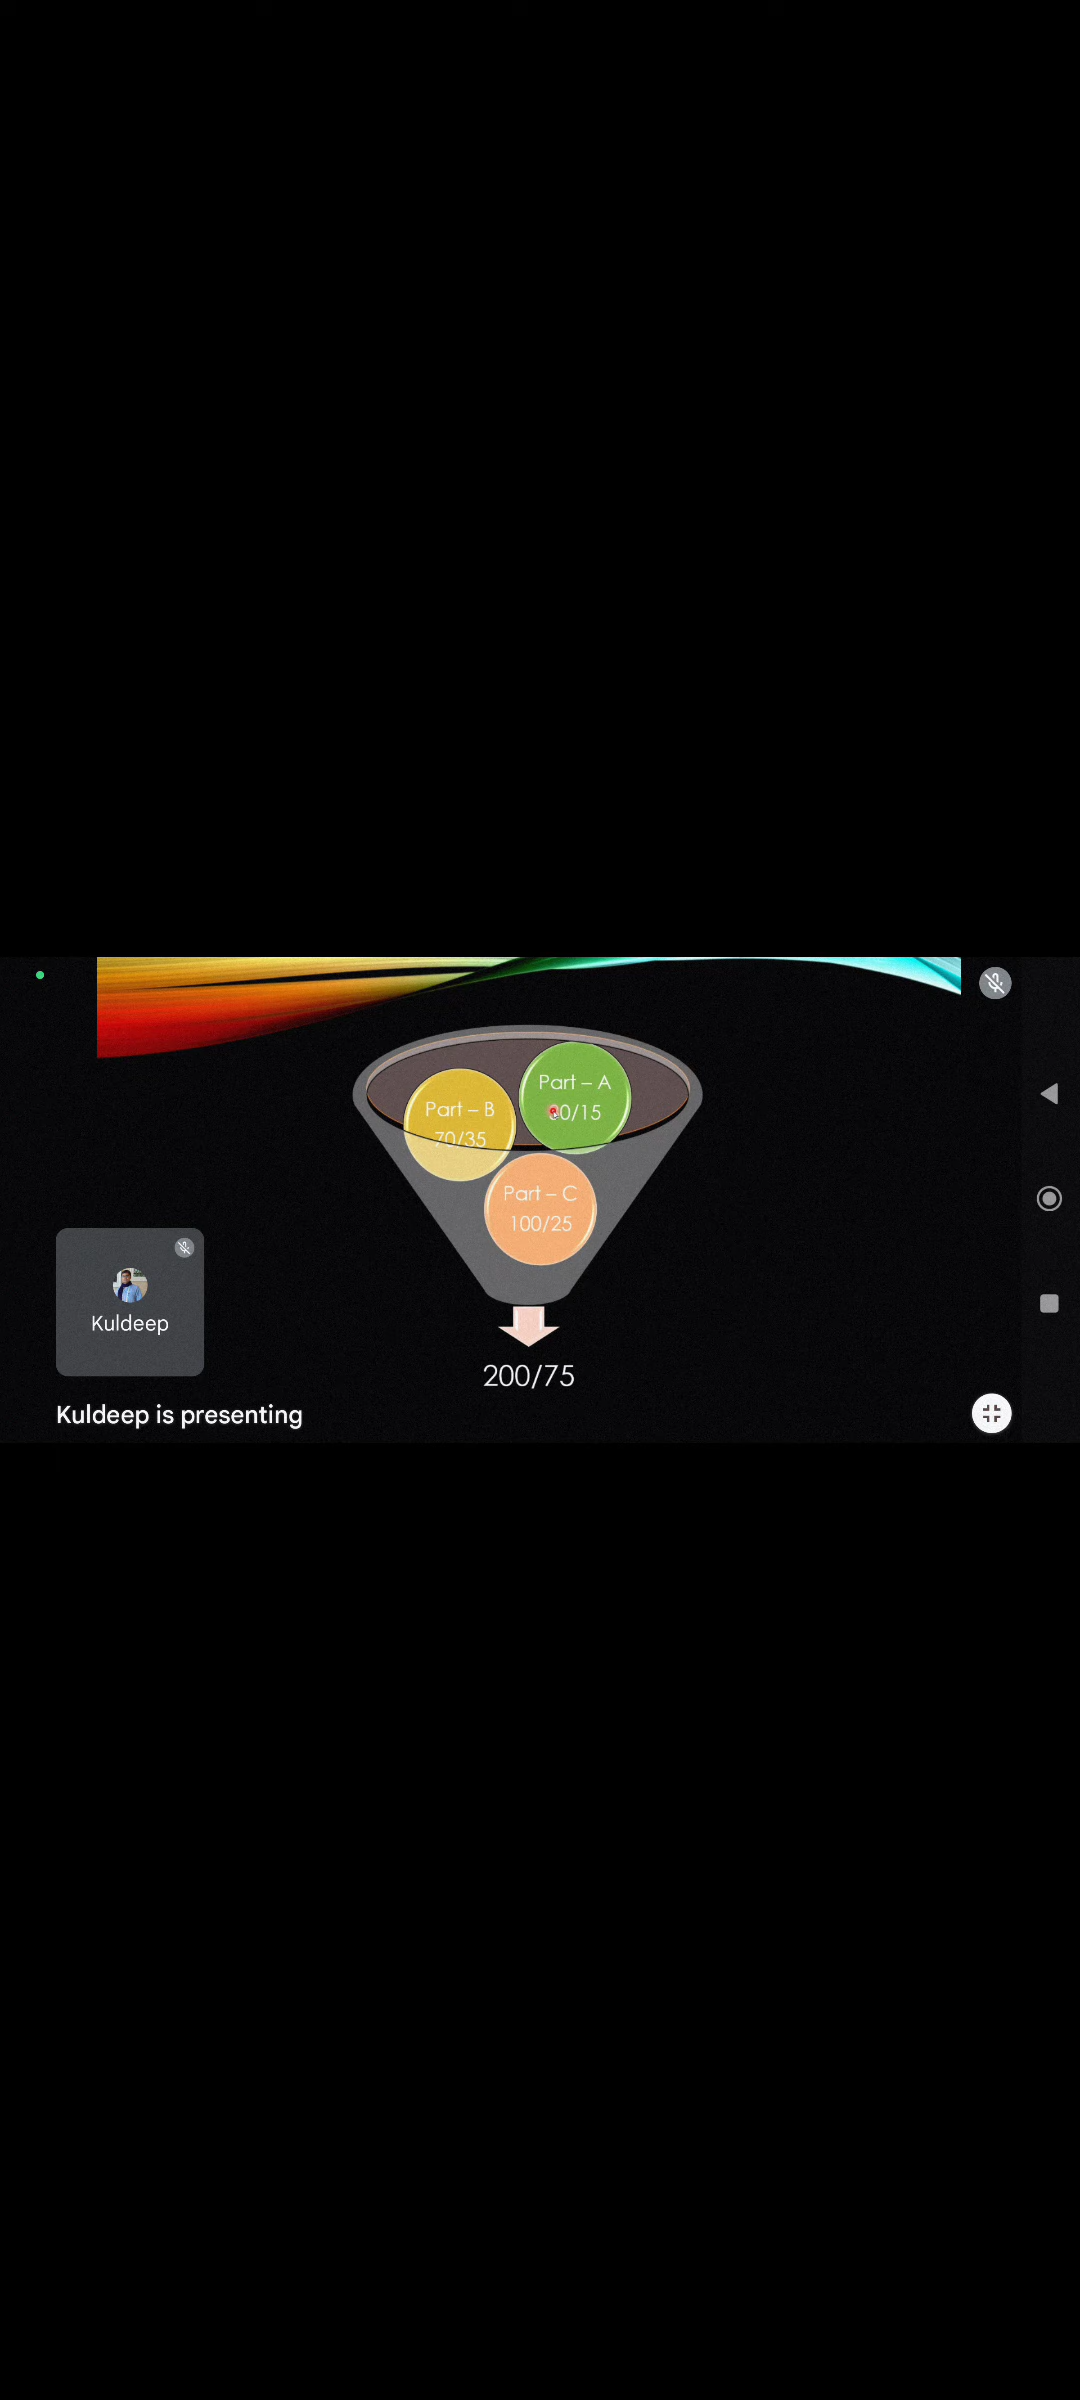 Part – A
0/15
Part – B
70/35
Part – C
100/25
Kuldeep
200/75
Kuldeep is presenting